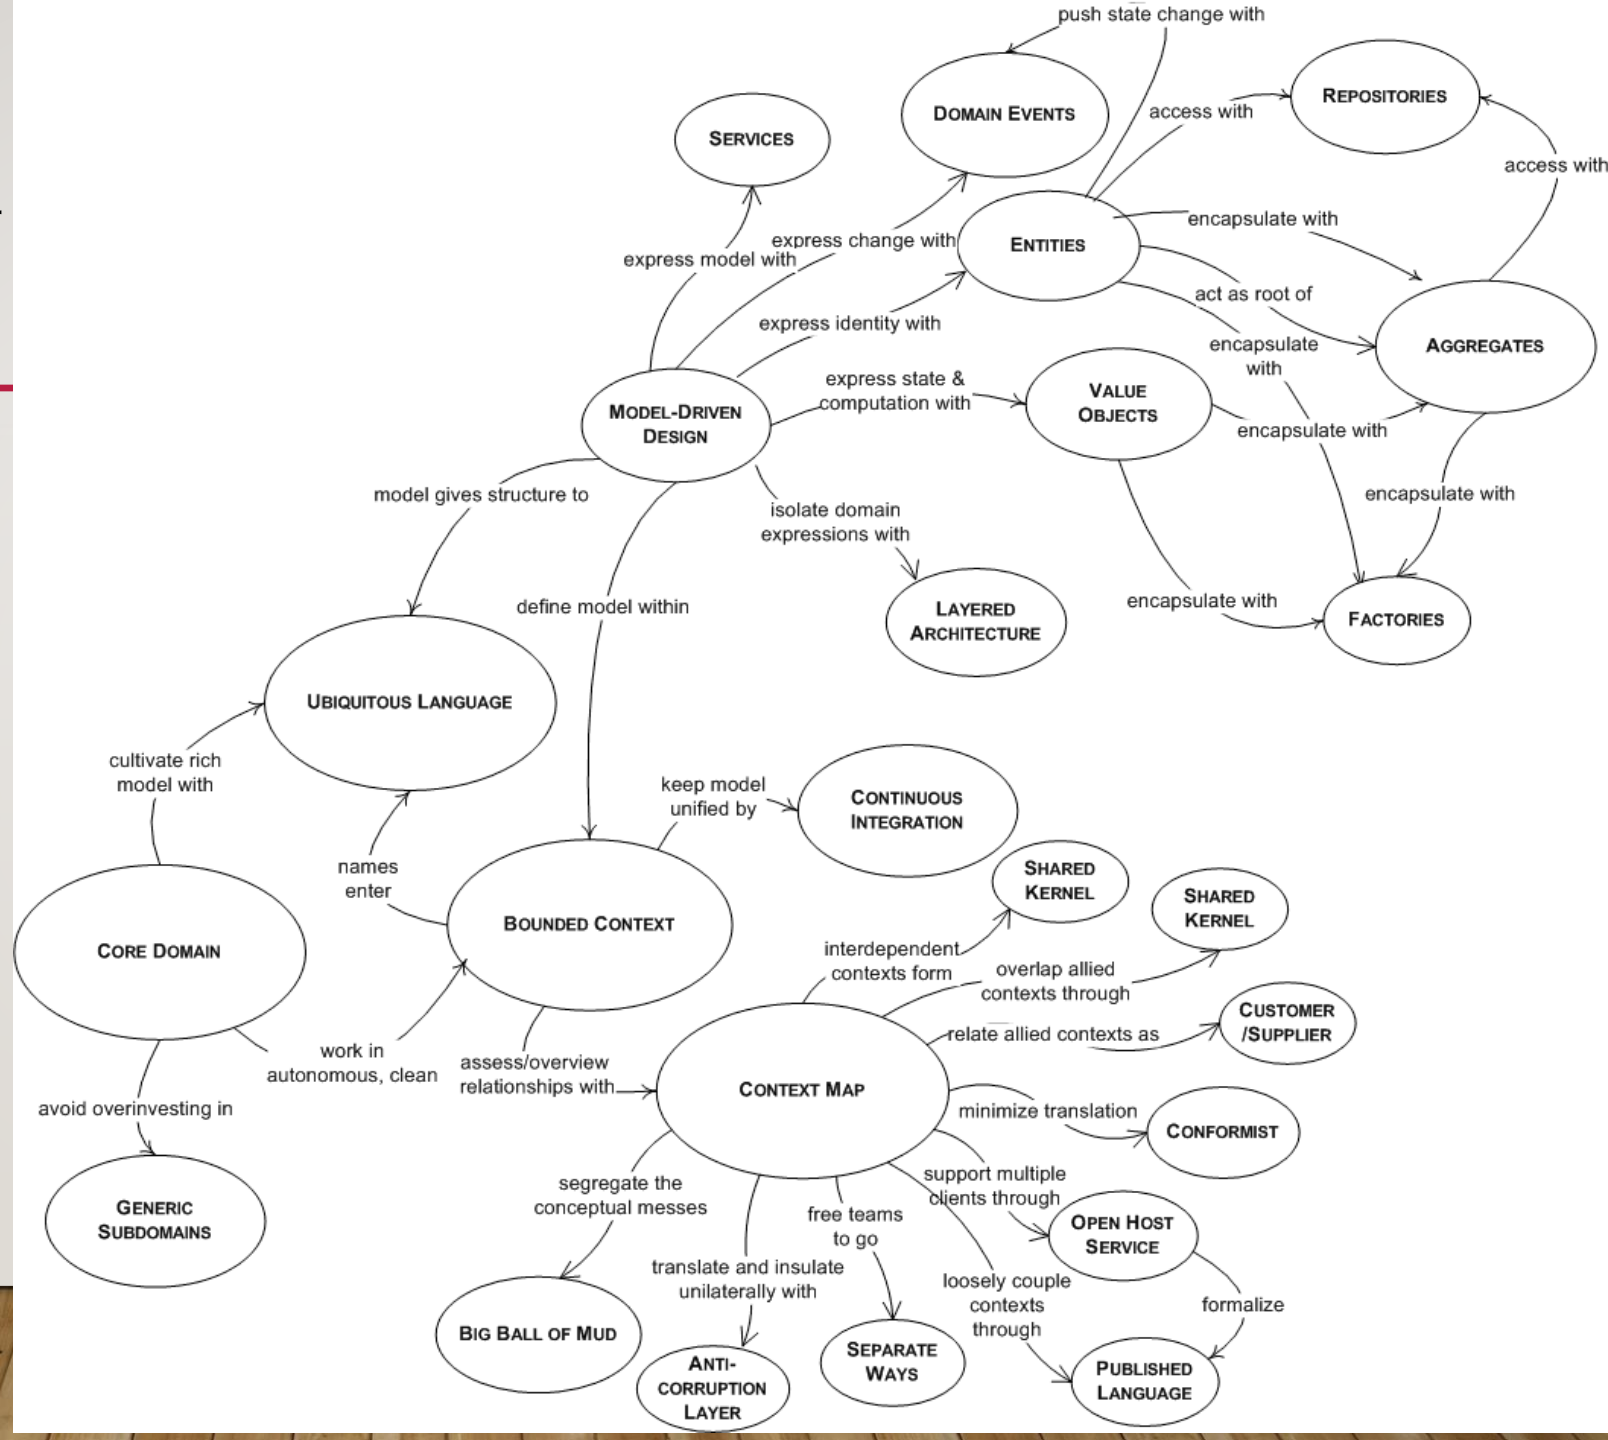 push state change with
DOMAIN EVENTS
REPOSITORIES
access with
SERVICES
access with
encapsulate with
express change with
ENTITIES
express model with
act as root of
express identity with
encapsulate
with
AGGREGATES
express state &
computation with
VALUE
OBJECTS
MODEL-DRIVEN
DESIGN
encapsulate with
model gives structure to
encapsulate with
isolate domain
expressions with
define model within
encapsulate with
LAYERED
ARCHITECTURE
FACTORIES
UBIQUITOUS LANGUAGE
cultivate rich
model with
keep model
unified by
CONTINUOUS
INTEGRATION
names
enter
SHARED
KERNEL
SHARED
KERNEL
BOUNDED CONTEXT
CORE DOMAIN
interdependent
contexts form
overlap allied
contexts through
CUSTOMER
/SUPPLIER
relate allied contexts as
work in
autonomous, clean
assess/overview
relationships with
CONTEXT MAP
avoid overinvesting in
minimize translation
CONFORMIST
segregate the
conceptual messes
support multiple
clients through
GENERIC
SUBDOMAINS
free teams
to go
OPEN HOST
SERVICE
translate and insulate
unilaterally with
loosely couple
contexts
through
formalize
BIG BALL OF MUD
SEPARATE
WAYS
ANTI-
CORRUPTION
LAYER
PUBLISHED
LANGUAGE